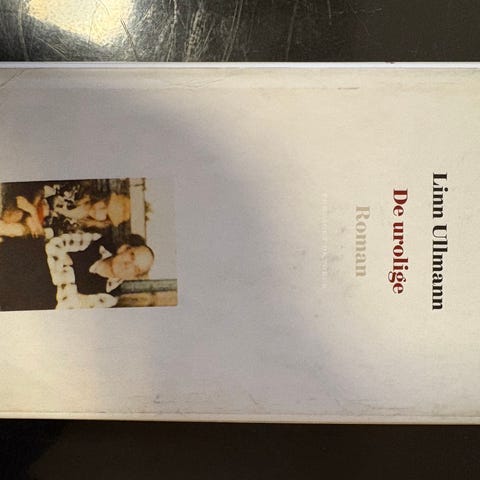 Linn Ullmann
De urolige
Roman